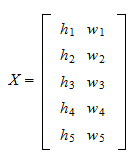 h₁ w₁
h₂ w₂
X = h₃ w₃
h₄ w₄
h₅ w₅